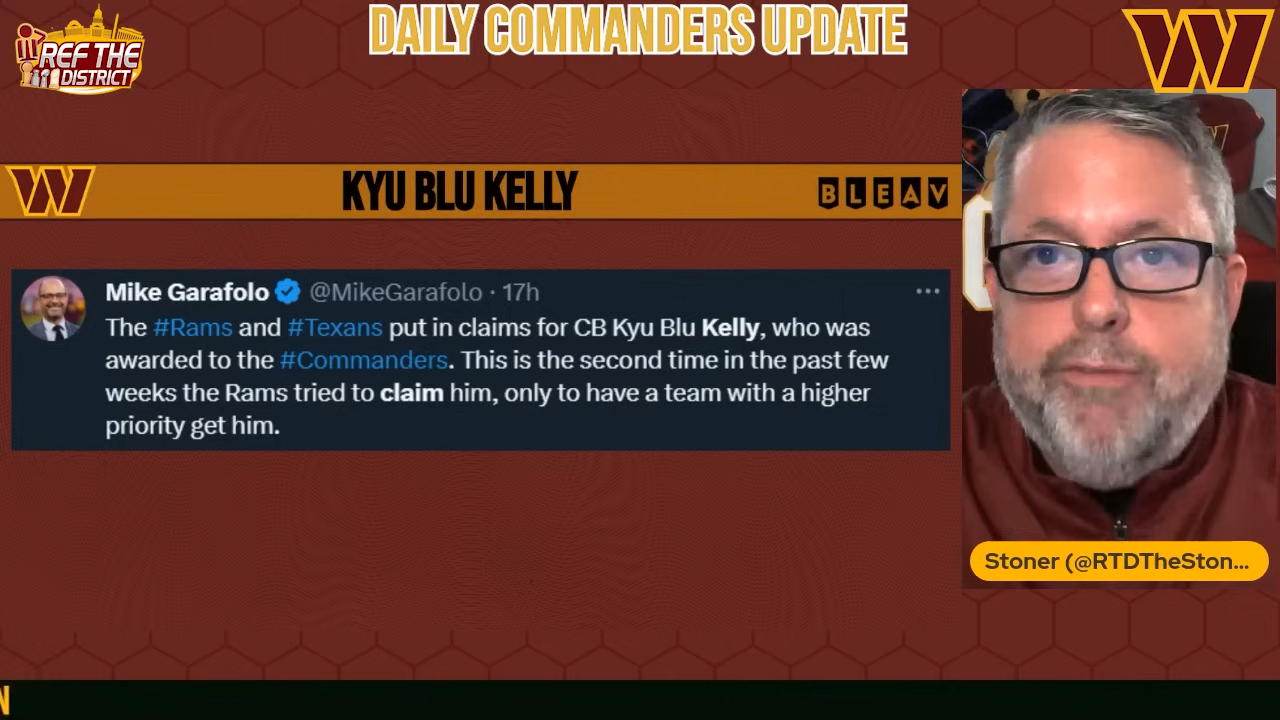 DAILY COMMANDERS UPDATE
REF THE
DISTRICT
KYU BLU KELLY
BLEAV
Mike Garafolo @MikeGarafolo · 17h
The #Rams and #Texans put in claims for CB Kyu Blu Kelly, who was
awarded to the #Commanders. This is the second time in the past few
weeks the Rams tried to claim him, only to have a team with a higher
priority get him.
Stoner (@RTDTheSton...